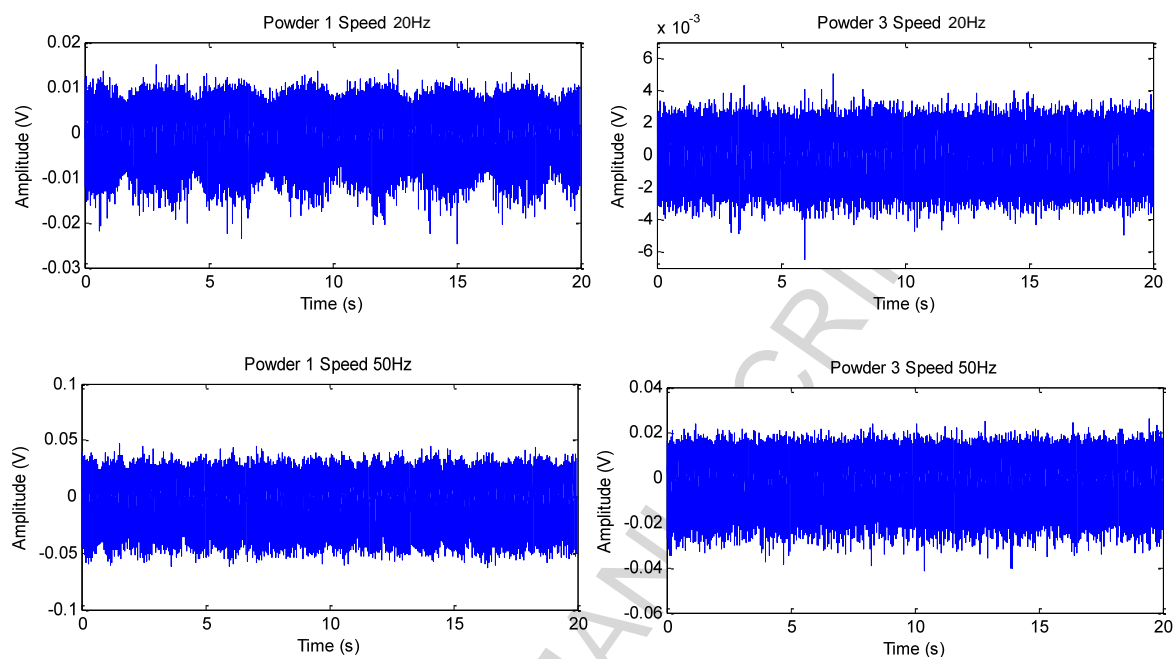 Powder 1 Speed 20Hz
0.02
0.01
0
-0.01
-0.02
-0.03
Amplitude (V)
0 5 10 15 20
Time (s)
Powder 3 Speed 20Hz
x 10^-3
6
4
2
0
-2
-4
-6
Amplitude (V)
0 5 10 15 20
Time (s)
Powder 1 Speed 50Hz
0.1
0.05
0
-0.05
-0.1
Amplitude (V)
0 5 10 15 20
Time (s)
Powder 3 Speed 50Hz
0.04
0.02
0
-0.02
-0.04
-0.06
Amplitude (V)
0 5 10 15 20
Time (s)